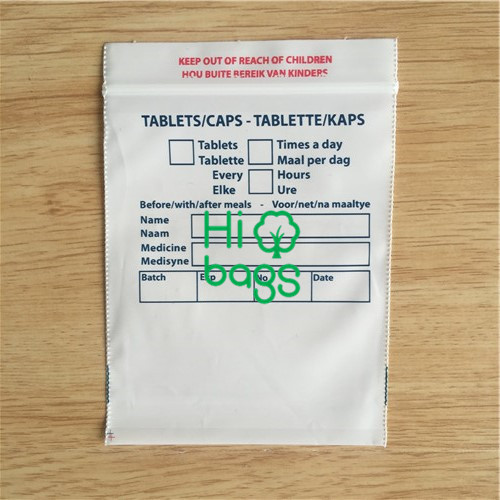 KEEP OUT OF REACH OF CHILDREN
HOU BUITE BEREIK VAN KINDERS
TABLETS/CAPS - TABLETTE/KAPS
Tablets Times a day
Tablette Maal per dag
Every Hours
Elke Ure
Before/with/after meals - Voor/net/na maaltye
Name
Naam
Hi
Medicine
Medisyne
bags
Batch Exp No Date